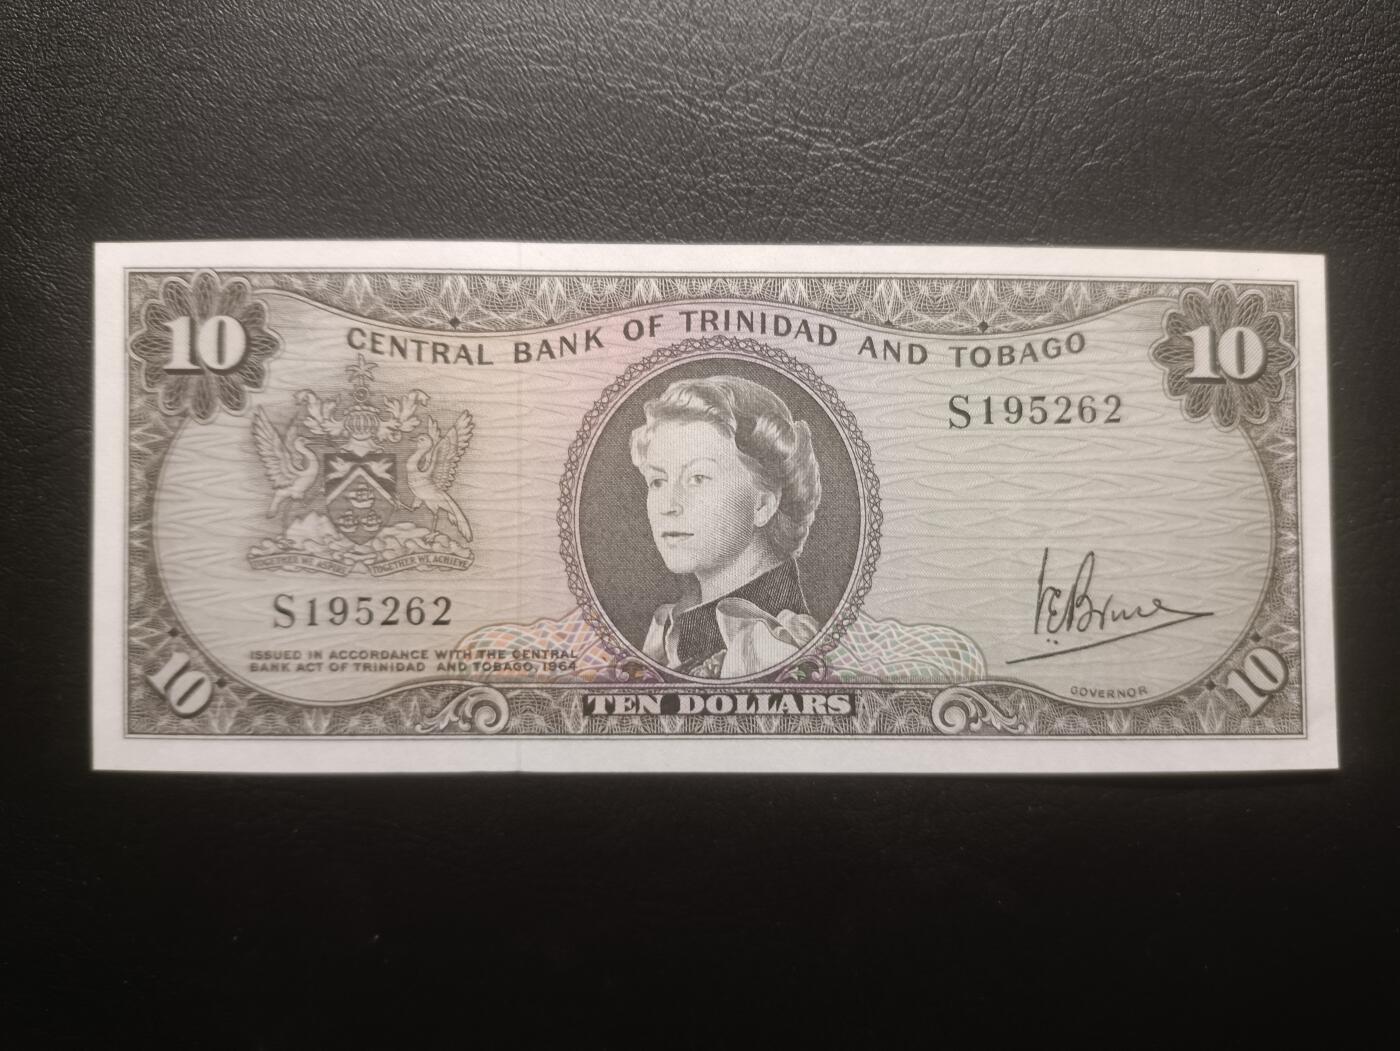 10
CENTRAL BANK OF TRINIDAD AND TOBAGO
10
S195262
TOGETHER WE ASPIRE TOGETHER WE ACHIEVE
S195262
V.E. Bruce
ISSUED IN ACCORDANCE WITH THE CENTRAL
BANK ACT OF TRINIDAD AND TOBAGO, 1964
GOVERNOR
10
TEN DOLLARS
10